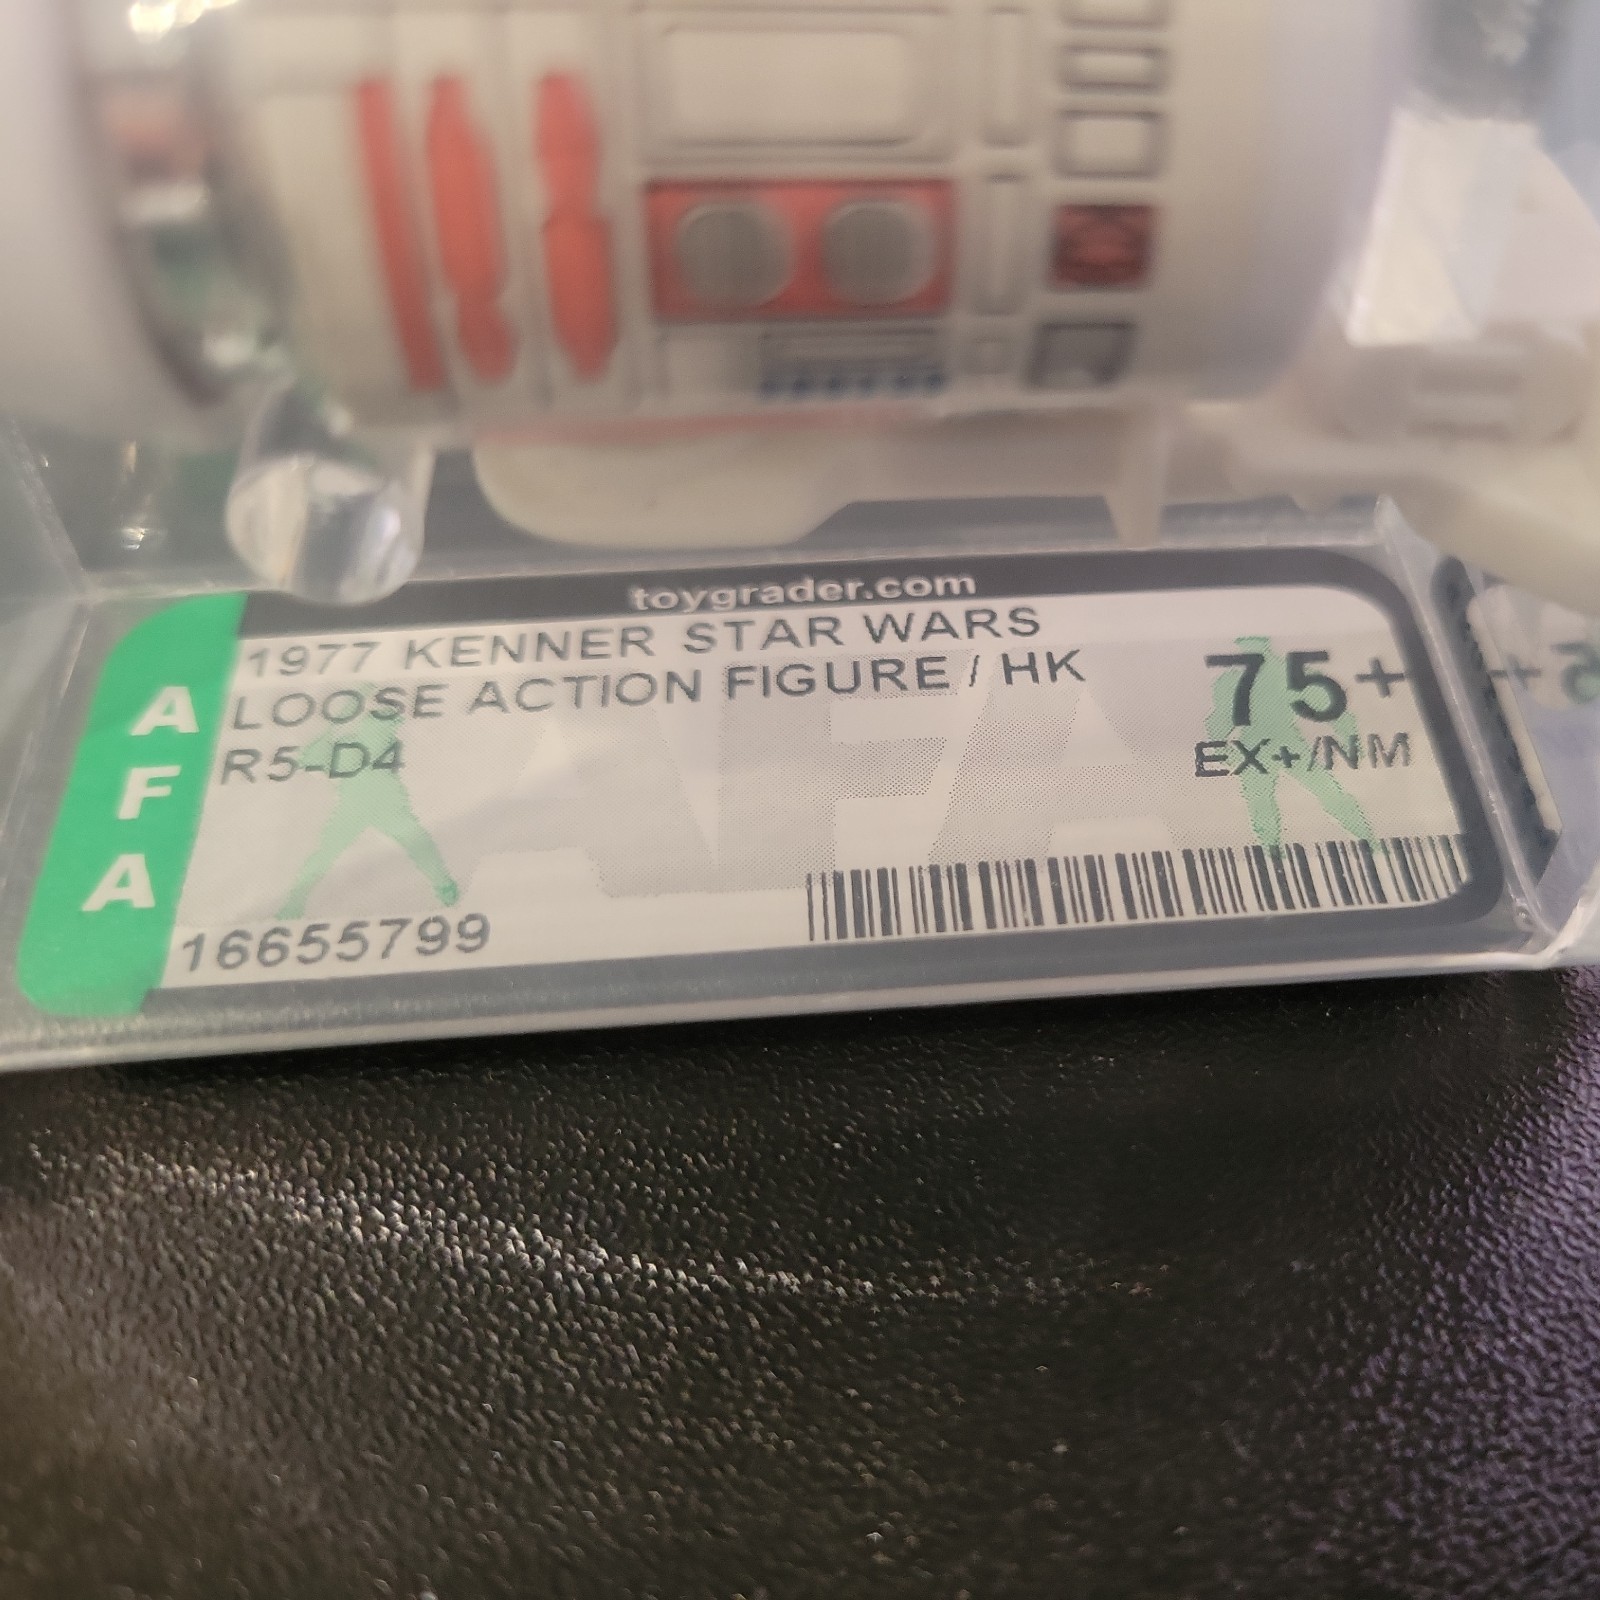 toygrader.com
1977 KENNER STAR WARS
LOOSE ACTION FIGURE / HK
R5-D4
75+
EX+/NM
AFA
16655799